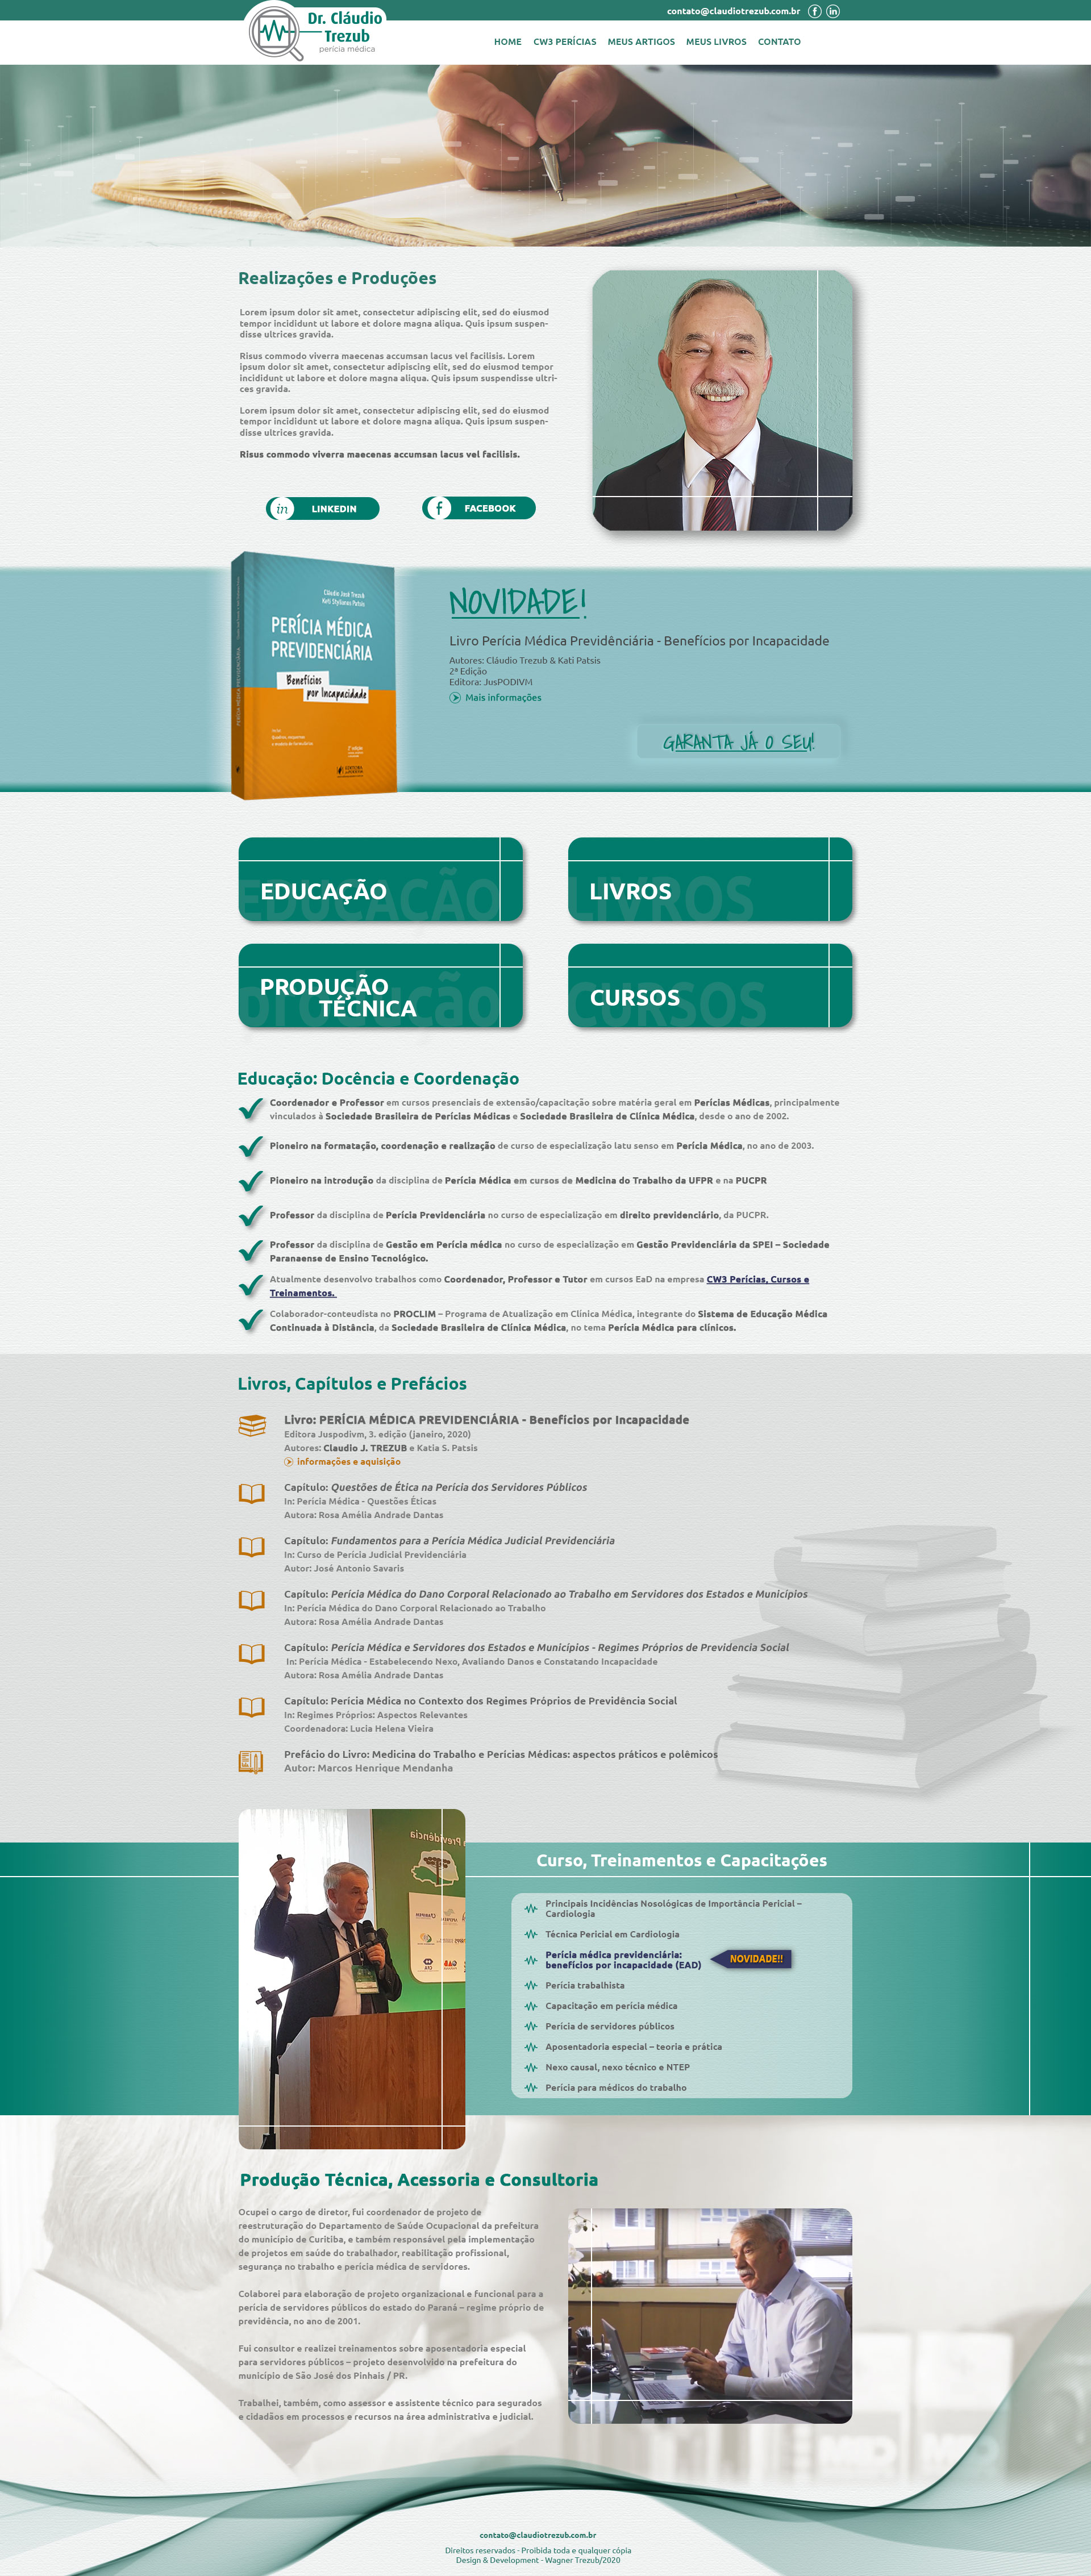 contato@claudiotrezub.com.br
Dr. Cláudio
Trezub
perícia médica
HOME CW3 PERÍCIAS MEUS ARTIGOS MEUS LIVROS CONTATO
Realizações e Produções
Lorem ipsum dolor sit amet, consectetur adipiscing elit, sed do eiusmod
tempor incididunt ut labore et dolore magna aliqua. Quis ipsum suspen-
disse ultrices gravida.
Risus commodo viverra maecenas accumsan lacus vel facilisis. Lorem
ipsum dolor sit amet, consectetur adipiscing elit, sed do eiusmod tempor
incididunt ut labore et dolore magna aliqua. Quis ipsum suspendisse ultri-
ces gravida.
Lorem ipsum dolor sit amet, consectetur adipiscing elit, sed do eiusmod
tempor incididunt ut labore et dolore magna aliqua. Quis ipsum suspen-
disse ultrices gravida.
Risus commodo viverra maecenas accumsan lacus vel facilisis.
in LINKEDIN
f FACEBOOK
Cláudio José Trezub
Keti Stylianos Patsis
PERÍCIA MÉDICA
PREVIDENCIÁRIA
Benefícios
por Incapacidade
PERÍCIA MÉDICA PREVIDENCIÁRIA
NOVIDADE!
Livro Perícia Médica Previdênciária - Benefícios por Incapacidade
Autores: Cláudio Trezub & Kati Patsis
2ª Edição
Editora: JusPODIVM
Mais informações
GARANTA JÁ O SEU!
EDUCAÇÃO
EDUCAÇÃO
LIVROS
LIVROS
PRODUÇÃO
TÉCNICA
produção
CURSOS
CURSOS
Educação: Docência e Coordenação
Coordenador e Professor em cursos presenciais de extensão/capacitação sobre matéria geral em Perícias Médicas, principalmente
vinculados à Sociedade Brasileira de Perícias Médicas e Sociedade Brasileira de Clínica Médica, desde o ano de 2002.
Pioneiro na formatação, coordenação e realização de curso de especialização latu senso em Perícia Médica, no ano de 2003.
Pioneiro na introdução da disciplina de Perícia Médica em cursos de Medicina do Trabalho da UFPR e na PUCPR
Professor da disciplina de Perícia Previdenciária no curso de especialização em direito previdenciário, da PUCPR.
Professor da disciplina de Gestão em Perícia médica no curso de especialização em Gestão Previdenciária da SPEI – Sociedade
Paranaense de Ensino Tecnológico.
Atualmente desenvolvo trabalhos como Coordenador, Professor e Tutor em cursos EaD na empresa CW3 Perícias, Cursos e
Treinamentos.
Colaborador-conteudista no PROCLIM – Programa de Atualização em Clínica Médica, integrante do Sistema de Educação Médica
Continuada à Distância, da Sociedade Brasileira de Clínica Médica, no tema Perícia Médica para clínicos.
Livros, Capítulos e Prefácios
Livro: PERÍCIA MÉDICA PREVIDENCIÁRIA - Benefícios por Incapacidade
Editora Juspodivm, 3. edição (janeiro, 2020)
Autores: Claudio J. TREZUB e Katia S. Patsis
informações e aquisição
Capítulo: Questões de Ética na Perícia dos Servidores Públicos
In: Perícia Médica - Questões Éticas
Autora: Rosa Amélia Andrade Dantas
Capítulo: Fundamentos para a Perícia Médica Judicial Previdenciária
In: Curso de Perícia Judicial Previdenciária
Autor: José Antonio Savaris
Capítulo: Perícia Médica do Dano Corporal Relacionado ao Trabalho em Servidores dos Estados e Municípios
In: Perícia Médica do Dano Corporal Relacionado ao Trabalho
Autora: Rosa Amélia Andrade Dantas
Capítulo: Perícia Médica e Servidores dos Estados e Municípios - Regimes Próprios de Previdencia Social
In: Perícia Médica - Estabelecendo Nexo, Avaliando Danos e Constatando Incapacidade
Autora: Rosa Amélia Andrade Dantas
Capítulo: Perícia Médica no Contexto dos Regimes Próprios de Previdência Social
In: Regimes Próprios: Aspectos Relevantes
Coordenadora: Lucia Helena Vieira
Prefácio do Livro: Medicina do Trabalho e Perícias Médicas: aspectos práticos e polêmicos
Autor: Marcos Henrique Mendanha
Curso, Treinamentos e Capacitações
Principais Incidências Nosológicas de Importância Pericial –
Cardiologia
Técnica Pericial em Cardiologia
Perícia médica previdenciária:
benefícios por incapacidade (EAD)
NOVIDADE!!
Perícia trabalhista
Capacitação em perícia médica
Perícia de servidores públicos
Aposentadoria especial – teoria e prática
Nexo causal, nexo técnico e NTEP
Perícia para médicos do trabalho
Produção Técnica, Acessoria e Consultoria
Ocupei o cargo de diretor, fui coordenador de projeto de
reestruturação do Departamento de Saúde Ocupacional da prefeitura
do município de Curitiba, e também responsável pela implementação
de projetos em saúde do trabalhador, reabilitação profissional,
segurança no trabalho e perícia médica de servidores.
Colaborei para elaboração de projeto organizacional e funcional para a
perícia de servidores públicos do estado do Paraná – regime próprio de
previdência, no ano de 2001.
Fui consultor e realizei treinamentos sobre aposentadoria especial
para servidores públicos – projeto desenvolvido na prefeitura do
município de São José dos Pinhais / PR.
Trabalhei, também, como assessor e assistente técnico para segurados
e cidadãos em processos e recursos na área administrativa e judicial.
contato@claudiotrezub.com.br
Direitos reservados - Proibida toda e qualquer cópia
Design & Development - Wagner Trezub/2020